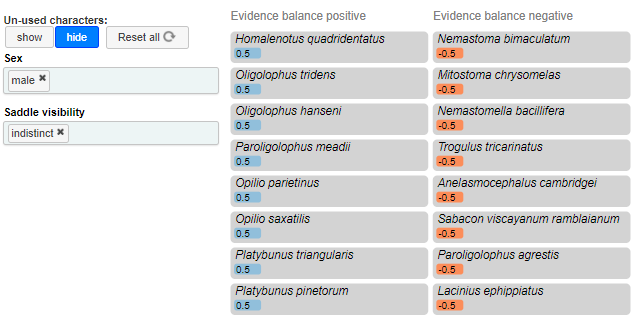 Un-used characters:
show hide Reset all
Sex
male ✖
Saddle visibility
indistinct ✖
Evidence balance positive
Homalenotus quadridentatus
0.5
Oligolophus tridens
0.5
Oligolophus hanseni
0.5
Paroligolophus meadii
0.5
Opilio parietinus
0.5
Opilio saxatilis
0.5
Platybunus triangularis
0.5
Platybunus pinetorum
0.5
Evidence balance negative
Nemastoma bimaculatum
-0.5
Mitostoma chrysomelas
-0.5
Nemastomella bacillifera
-0.5
Trogulus tricarinatus
-0.5
Anelasmocephalus cambridgei
-0.5
Sabacon viscayanum ramblaianum
-0.5
Paroligolophus agrestis
-0.5
Lacinius ephippiatus
-0.5